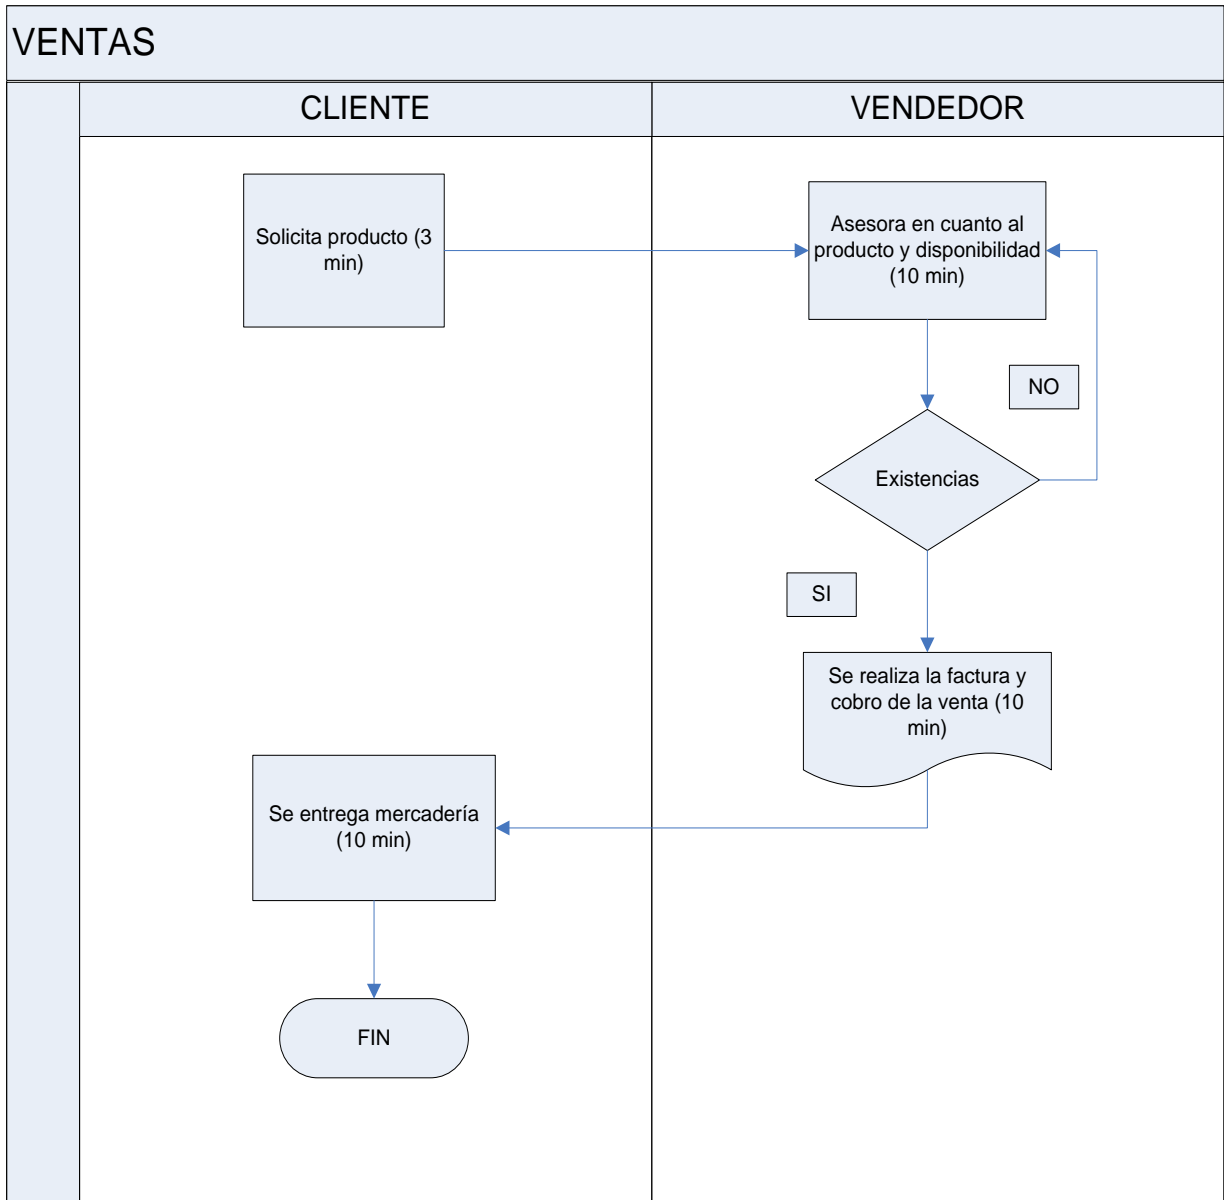 VENTAS
CLIENTE
VENDEDOR
Solicita producto (3
min)
Asesora en cuanto al
producto y disponibilidad
(10 min)
NO
Existencias
SI
Se realiza la factura y
cobro de la venta (10
min)
Se entrega mercadería
(10 min)
FIN